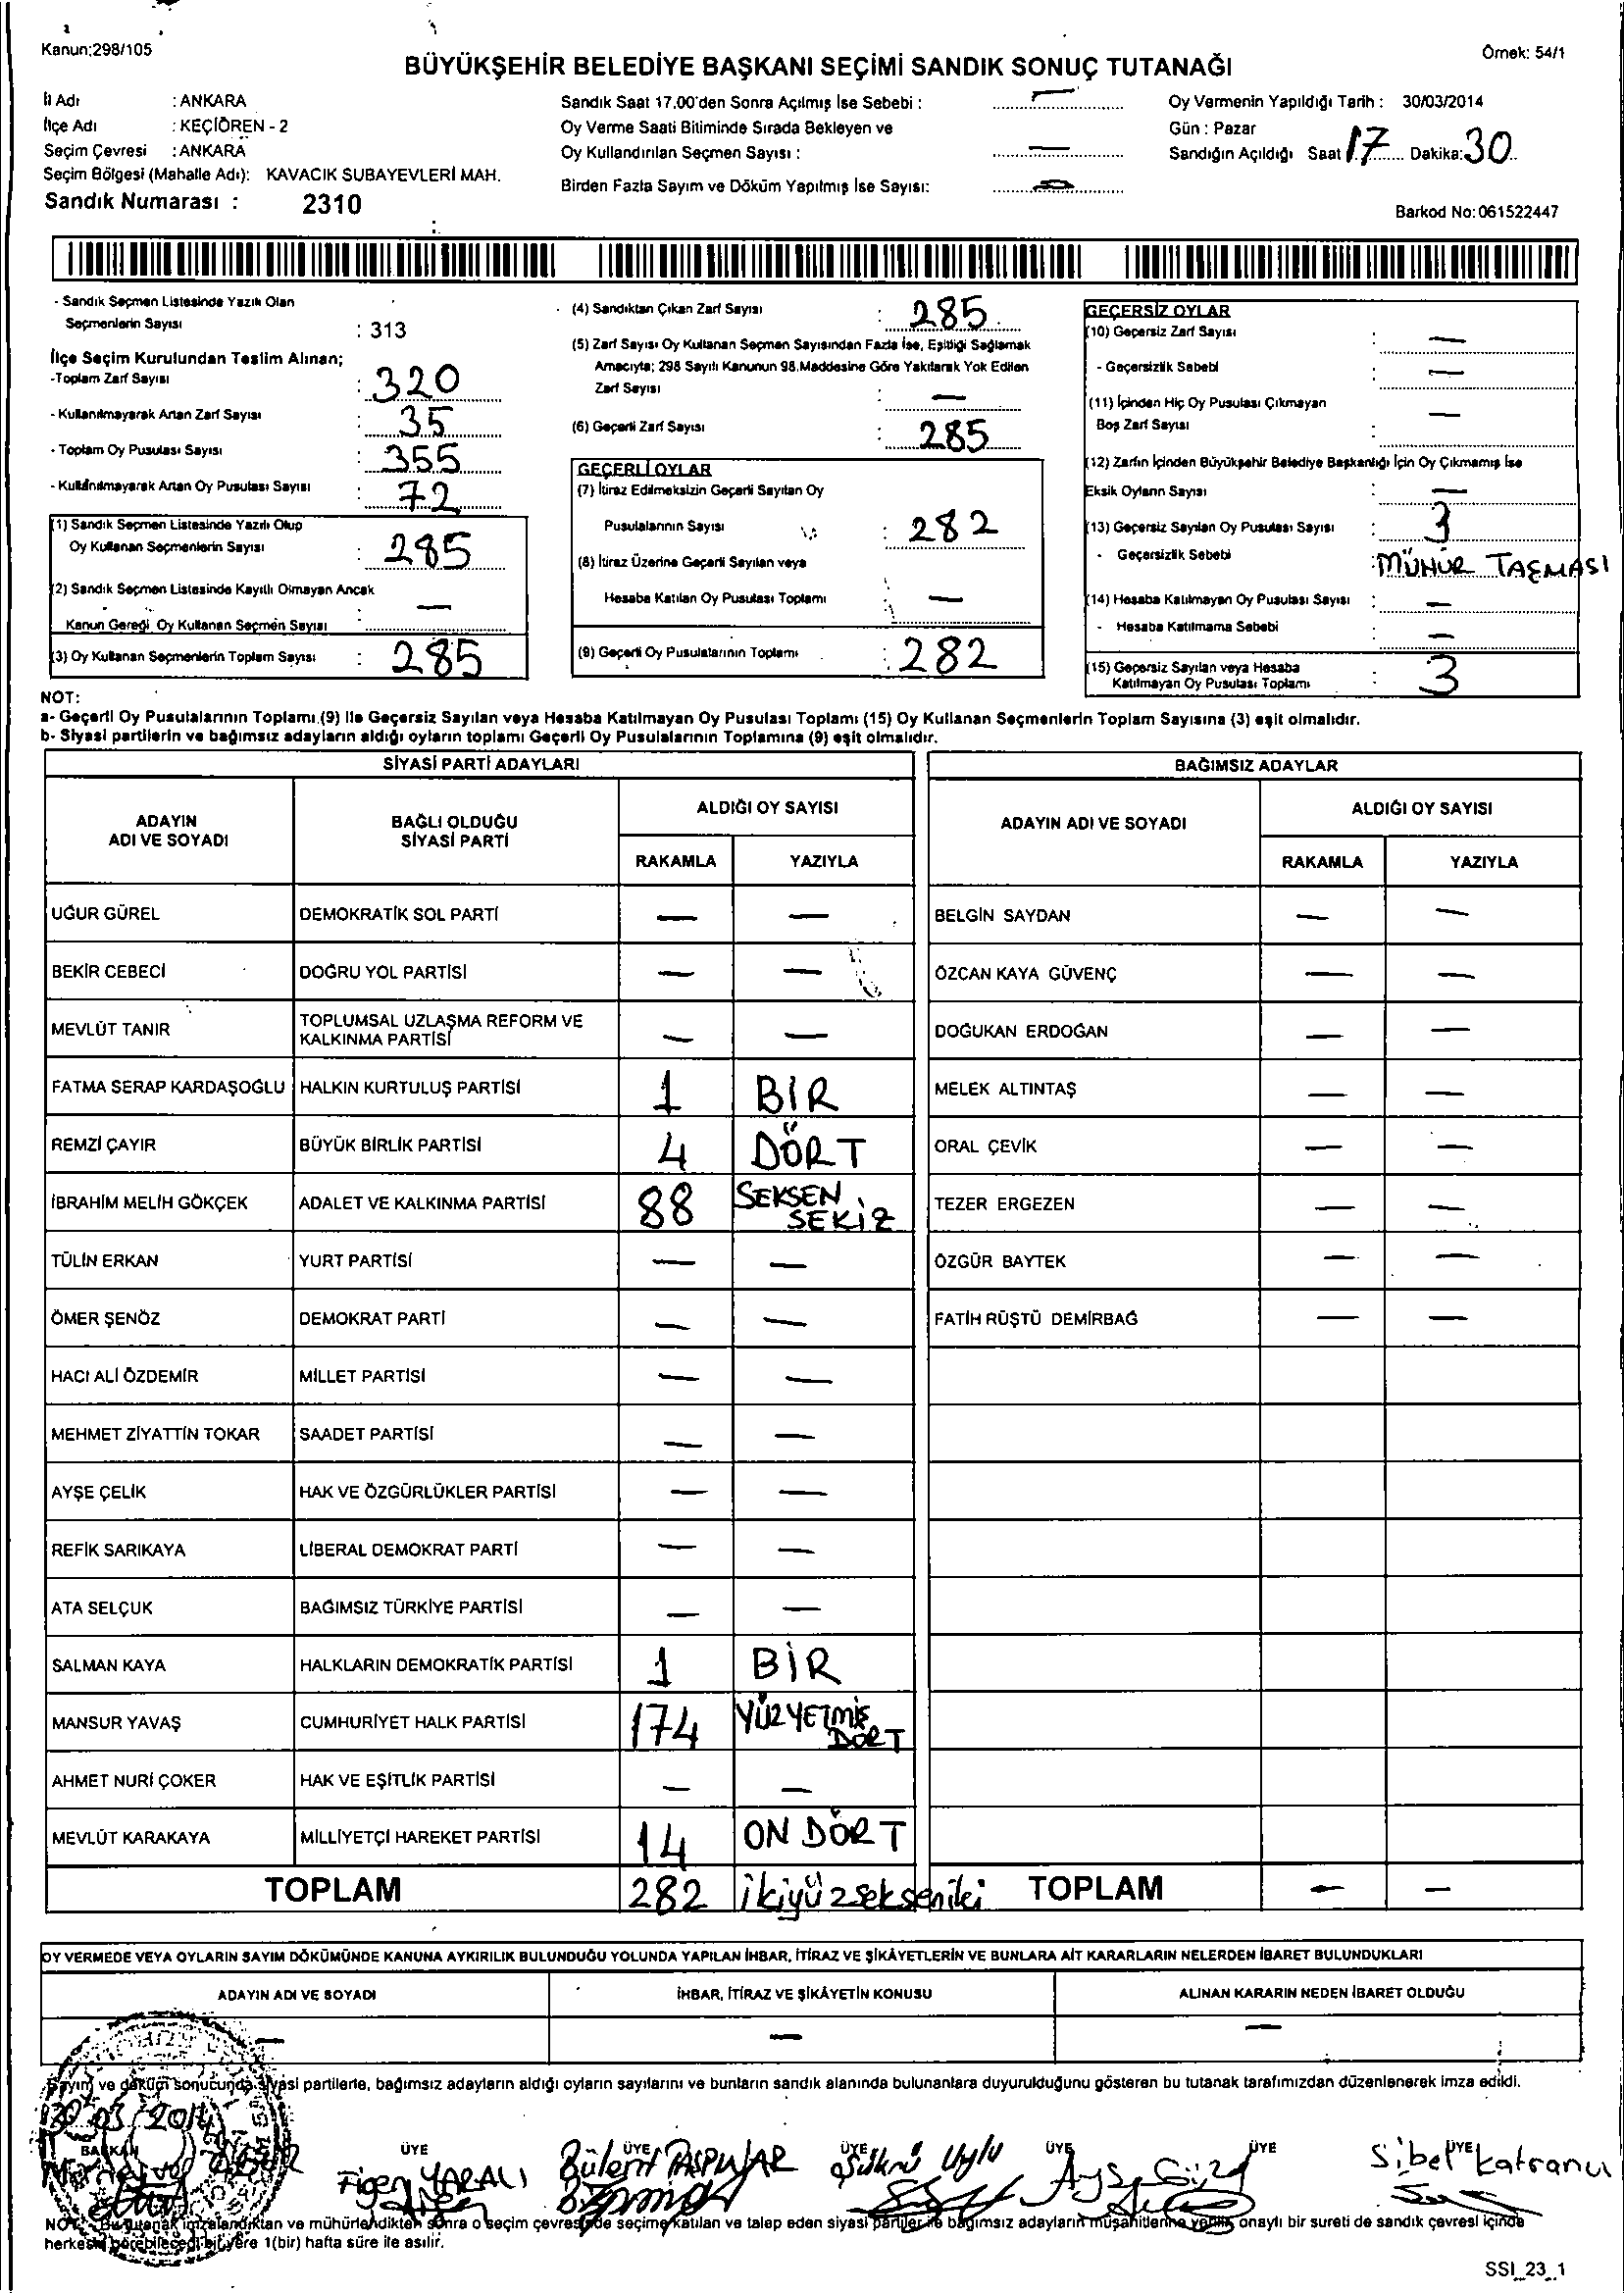 Kanun:298/105
Örnek: 54/1
BÜYÜKŞEHİR BELEDİYE BAŞKANI SEÇİMİ SANDIK SONUÇ TUTANAĞI
İl Adı : ANKARA
İlçe Adı : KEÇİÖREN - 2
Seçim Çevresi : ANKARA
Seçim Bölgesi (Mahalle Adı): KAVACIK SUBAYEVLERİ MAH.
Sandık Numarası : 2310
Sandık Saat 17.00'den Sonra Açılmış İse Sebebi : —
Oy Verme Saati Bitiminde Sırada Bekleyen ve
Oy Kullandırılan Seçmen Sayısı : —
Birden Fazla Sayım ve Döküm Yapılmış İse Sayısı:
Oy Vermenin Yapıldığı Tarih : 30/03/2014
Gün : Pazar
Sandığın Açıldığı Saat 17 Dakika: 30
Barkod No: 061522447
- Sandık Seçmen Listesinde Yazılı Olan
Seçmenlerin Sayısı : 313
İlçe Seçim Kurulundan Teslim Alınan;
-Toplam Zarf Sayısı : 320
- Kullanılmayarak Artan Zarf Sayısı : 35
- Toplam Oy Pusulası Sayısı : 355
- Kullanılmayarak Artan Oy Pusulası Sayısı : 72
(1) Sandık Seçmen Listesinde Yazılı Olup
Oy Kullanan Seçmenlerin Sayısı : 285
(2) Sandık Seçmen Listesinde Kayıtlı Olmayan Ancak
Kanun Gereği Oy Kullanan Seçmen Sayısı : —
(3) Oy Kullanan Seçmenlerin Toplam Sayısı : 285
(4) Sandıktan Çıkan Zarf Sayısı : 285
(5) Zarf Sayısı Oy Kullanan Seçmen Sayısından Fazla İse, Eşitliği Sağlamak
Amacıyla; 298 Sayılı Kanunun 98.Maddesine Göre Yakılarak Yok Edilen
Zarf Sayısı : —
(6) Geçerli Zarf Sayısı : 285
GEÇERLİ OYLAR
(7) İtiraz Edilmeksizin Geçerli Sayılan Oy
Pusulalarının Sayısı : 282
(8) İtiraz Üzerine Geçerli Sayılan veya
Hesaba Katılan Oy Pusulası Toplamı : —
(9) Geçerli Oy Pusulalarının Toplamı : 282
GEÇERSİZ OYLAR
(10) Geçersiz Zarf Sayısı : —
- Geçersizlik Sebebi : —
(11) İçinden Hiç Oy Pusulası Çıkmayan
Boş Zarf Sayısı : —
(12) Zarfın İçinden Büyükşehir Belediye Başkanlığı İçin Oy Çıkmamış İse
Eksik Oyların Sayısı : —
(13) Geçersiz Sayılan Oy Pusulası Sayısı : 3
- Geçersizlik Sebebi : MÜHÜR TAŞMASI
(14) Hesaba Katılmayan Oy Pusulası Sayısı : —
- Hesaba Katılmama Sebebi : —
(15) Geçersiz Sayılan veya Hesaba
Katılmayan Oy Pusulası Toplamı : 3
NOT:
a- Geçerli Oy Pusulalarının Toplamı (9) ile Geçersiz Sayılan veya Hesaba Katılmayan Oy Pusulası Toplamı (15) Oy Kullanan Seçmenlerin Toplam Sayısına (3) eşit olmalıdır.
b- Siyasi partilerin ve bağımsız adayların aldığı oyların toplamı Geçerli Oy Pusulalarının Toplamına (9) eşit olmalıdır.
SİYASİ PARTİ ADAYLARI
ADAYIN
ADI VE SOYADI
BAĞLI OLDUĞU
SİYASİ PARTİ
ALDIĞI OY SAYISI
RAKAMLA YAZIYLA
UĞUR GÜREL DEMOKRATİK SOL PARTİ — —
BEKİR CEBECİ DOĞRU YOL PARTİSİ — —
MEVLÜT TANIR TOPLUMSAL UZLAŞMA REFORM VE
KALKINMA PARTİSİ — —
FATMA SERAP KARDAŞOĞLU HALKIN KURTULUŞ PARTİSİ 1 BİR
REMZİ ÇAYIR BÜYÜK BİRLİK PARTİSİ 4 DÖRT
İBRAHİM MELİH GÖKÇEK ADALET VE KALKINMA PARTİSİ 88 SEKSEN
SEKİZ
TÜLİN ERKAN YURT PARTİSİ — —
ÖMER ŞENÖZ DEMOKRAT PARTİ — —
HACI ALİ ÖZDEMİR MİLLET PARTİSİ — —
MEHMET ZİYATTİN TOKAR SAADET PARTİSİ — —
AYŞE ÇELİK HAK VE ÖZGÜRLÜKLER PARTİSİ — —
REFİK SARIKAYA LİBERAL DEMOKRAT PARTİ — —
ATA SELÇUK BAĞIMSIZ TÜRKİYE PARTİSİ — —
SALMAN KAYA HALKLARIN DEMOKRATİK PARTİSİ 1 BİR
MANSUR YAVAŞ CUMHURİYET HALK PARTİSİ 174 YÜZYETMİŞ
DÖRT
AHMET NURİ ÇOKER HAK VE EŞİTLİK PARTİSİ — —
MEVLÜT KARAKAYA MİLLİYETÇİ HAREKET PARTİSİ 14 ON DÖRT
TOPLAM 282 ikiyüzsekseniki
BAĞIMSIZ ADAYLAR
ADAYIN ADI VE SOYADI
ALDIĞI OY SAYISI
RAKAMLA YAZIYLA
BELGİN SAYDAN — —
ÖZCAN KAYA GÜVENÇ — —
DOĞUKAN ERDOĞAN — —
MELEK ALTINTAŞ — —
ORAL ÇEVİK — —
TEZER ERGEZEN — —
ÖZGÜR BAYTEK — —
FATİH RÜŞTÜ DEMİRBAĞ — —
TOPLAM — —
OY VERMEDE VEYA OYLARIN SAYIM DÖKÜMÜNDE KANUNA AYKIRILIK BULUNDUĞU YOLUNDA YAPILAN İHBAR, İTİRAZ VE ŞİKÂYETLERİN VE BUNLARA AİT KARARLARIN NELERDEN İBARET BULUNDUKLARI
ADAYIN ADI VE SOYADI
İHBAR, İTİRAZ VE ŞİKÂYETİN KONUSU
ALINAN KARARIN NEDEN İBARET OLDUĞU
— — —
Sayım ve döküm sonucunda siyasi partilerle, bağımsız adayların aldığı oyların sayılarını ve bunların sandık alanında bulunanlara duyurulduğunu gösteren bu tutanak tarafımızdan düzenlenerek imza edildi.
30/03/2014
BAŞKAN ÜYE ÜYE ÜYE ÜYE ÜYE
Figen YARALI Bülent Şükrü Uylu Ayşe Sibel Katrancı
NOT: Bu tutanak imzalandıktan ve mühürlendikten sonra o seçim çevresinde seçime katılan ve talep eden siyasi partiler ile bağımsız adayların müşahitlerine verilir, onaylı bir sureti de sandık çevresi içinde
herkesin görebileceği bir yere 1(bir) hafta süre ile asılır.
SSI_23_1